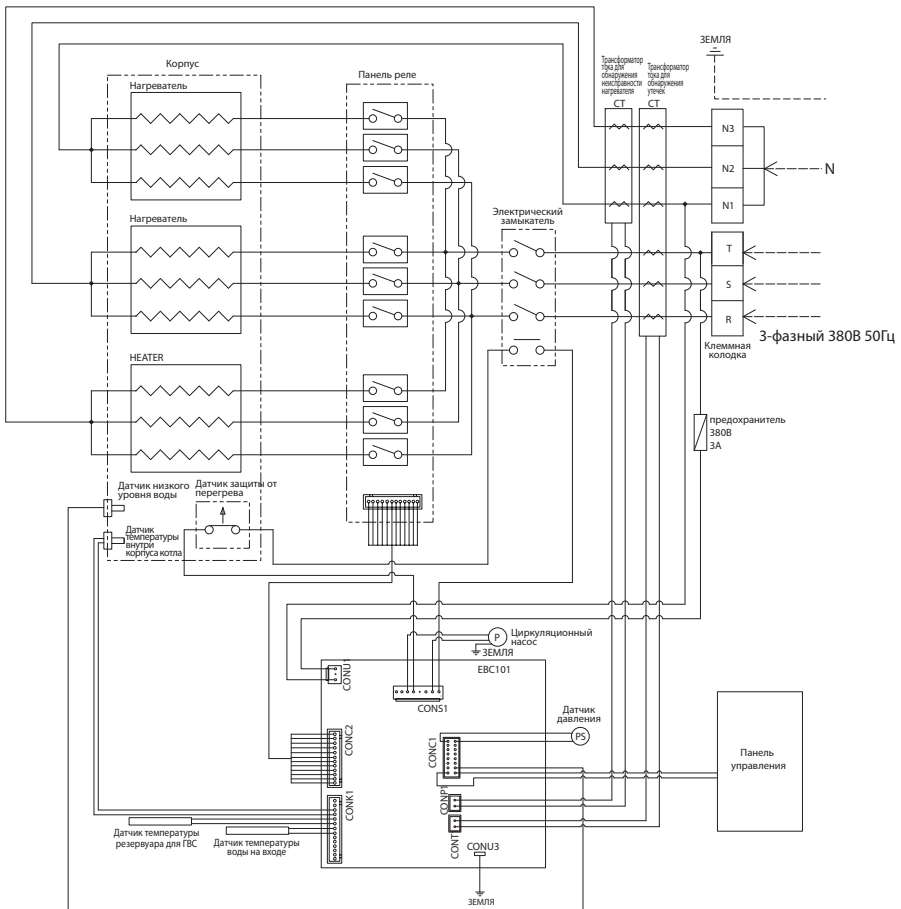 ЗЕМЛЯ
Корпус
Нагреватель
Панель реле
Трансформатор
тока для
обнаружения
неисправности
нагревателя
CT
Трансформатор
тока для
обнаружения
утечек
CT
N3
N2
N1
N
Нагреватель
Электрический
замыкатель
T
S
R
3-фазный 380В 50Гц
Клеммная
колодка
HEATER
предохранитель
380В
3А
Датчик низкого
уровня воды
Датчик защиты от
перегрева
Датчик
температуры
внутри
корпуса котла
P
Циркуляционный
насос
ЗЕМЛЯ
EBC101
CONU1
CONS1
Датчик
давления
PS
CONC2
CONC1
Панель
управления
CONK1
CONP1
CONT
Датчик температуры
резервуара для ГВС
Датчик температуры
воды на входе
CONU3
ЗЕМЛЯ